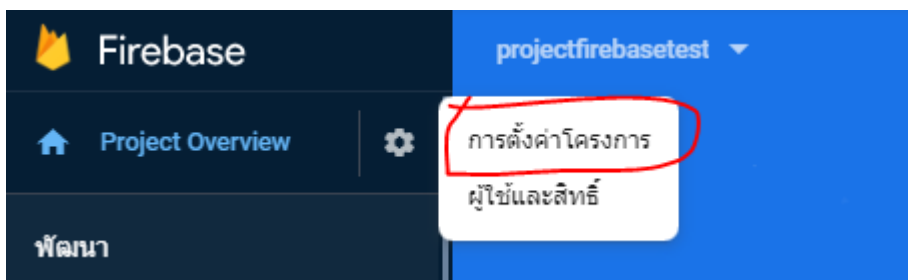 Firebase
projectfirebasetest
Project Overview
การตั้งค่าโครงการ
ผู้ใช้และสิทธิ์
พัฒนา